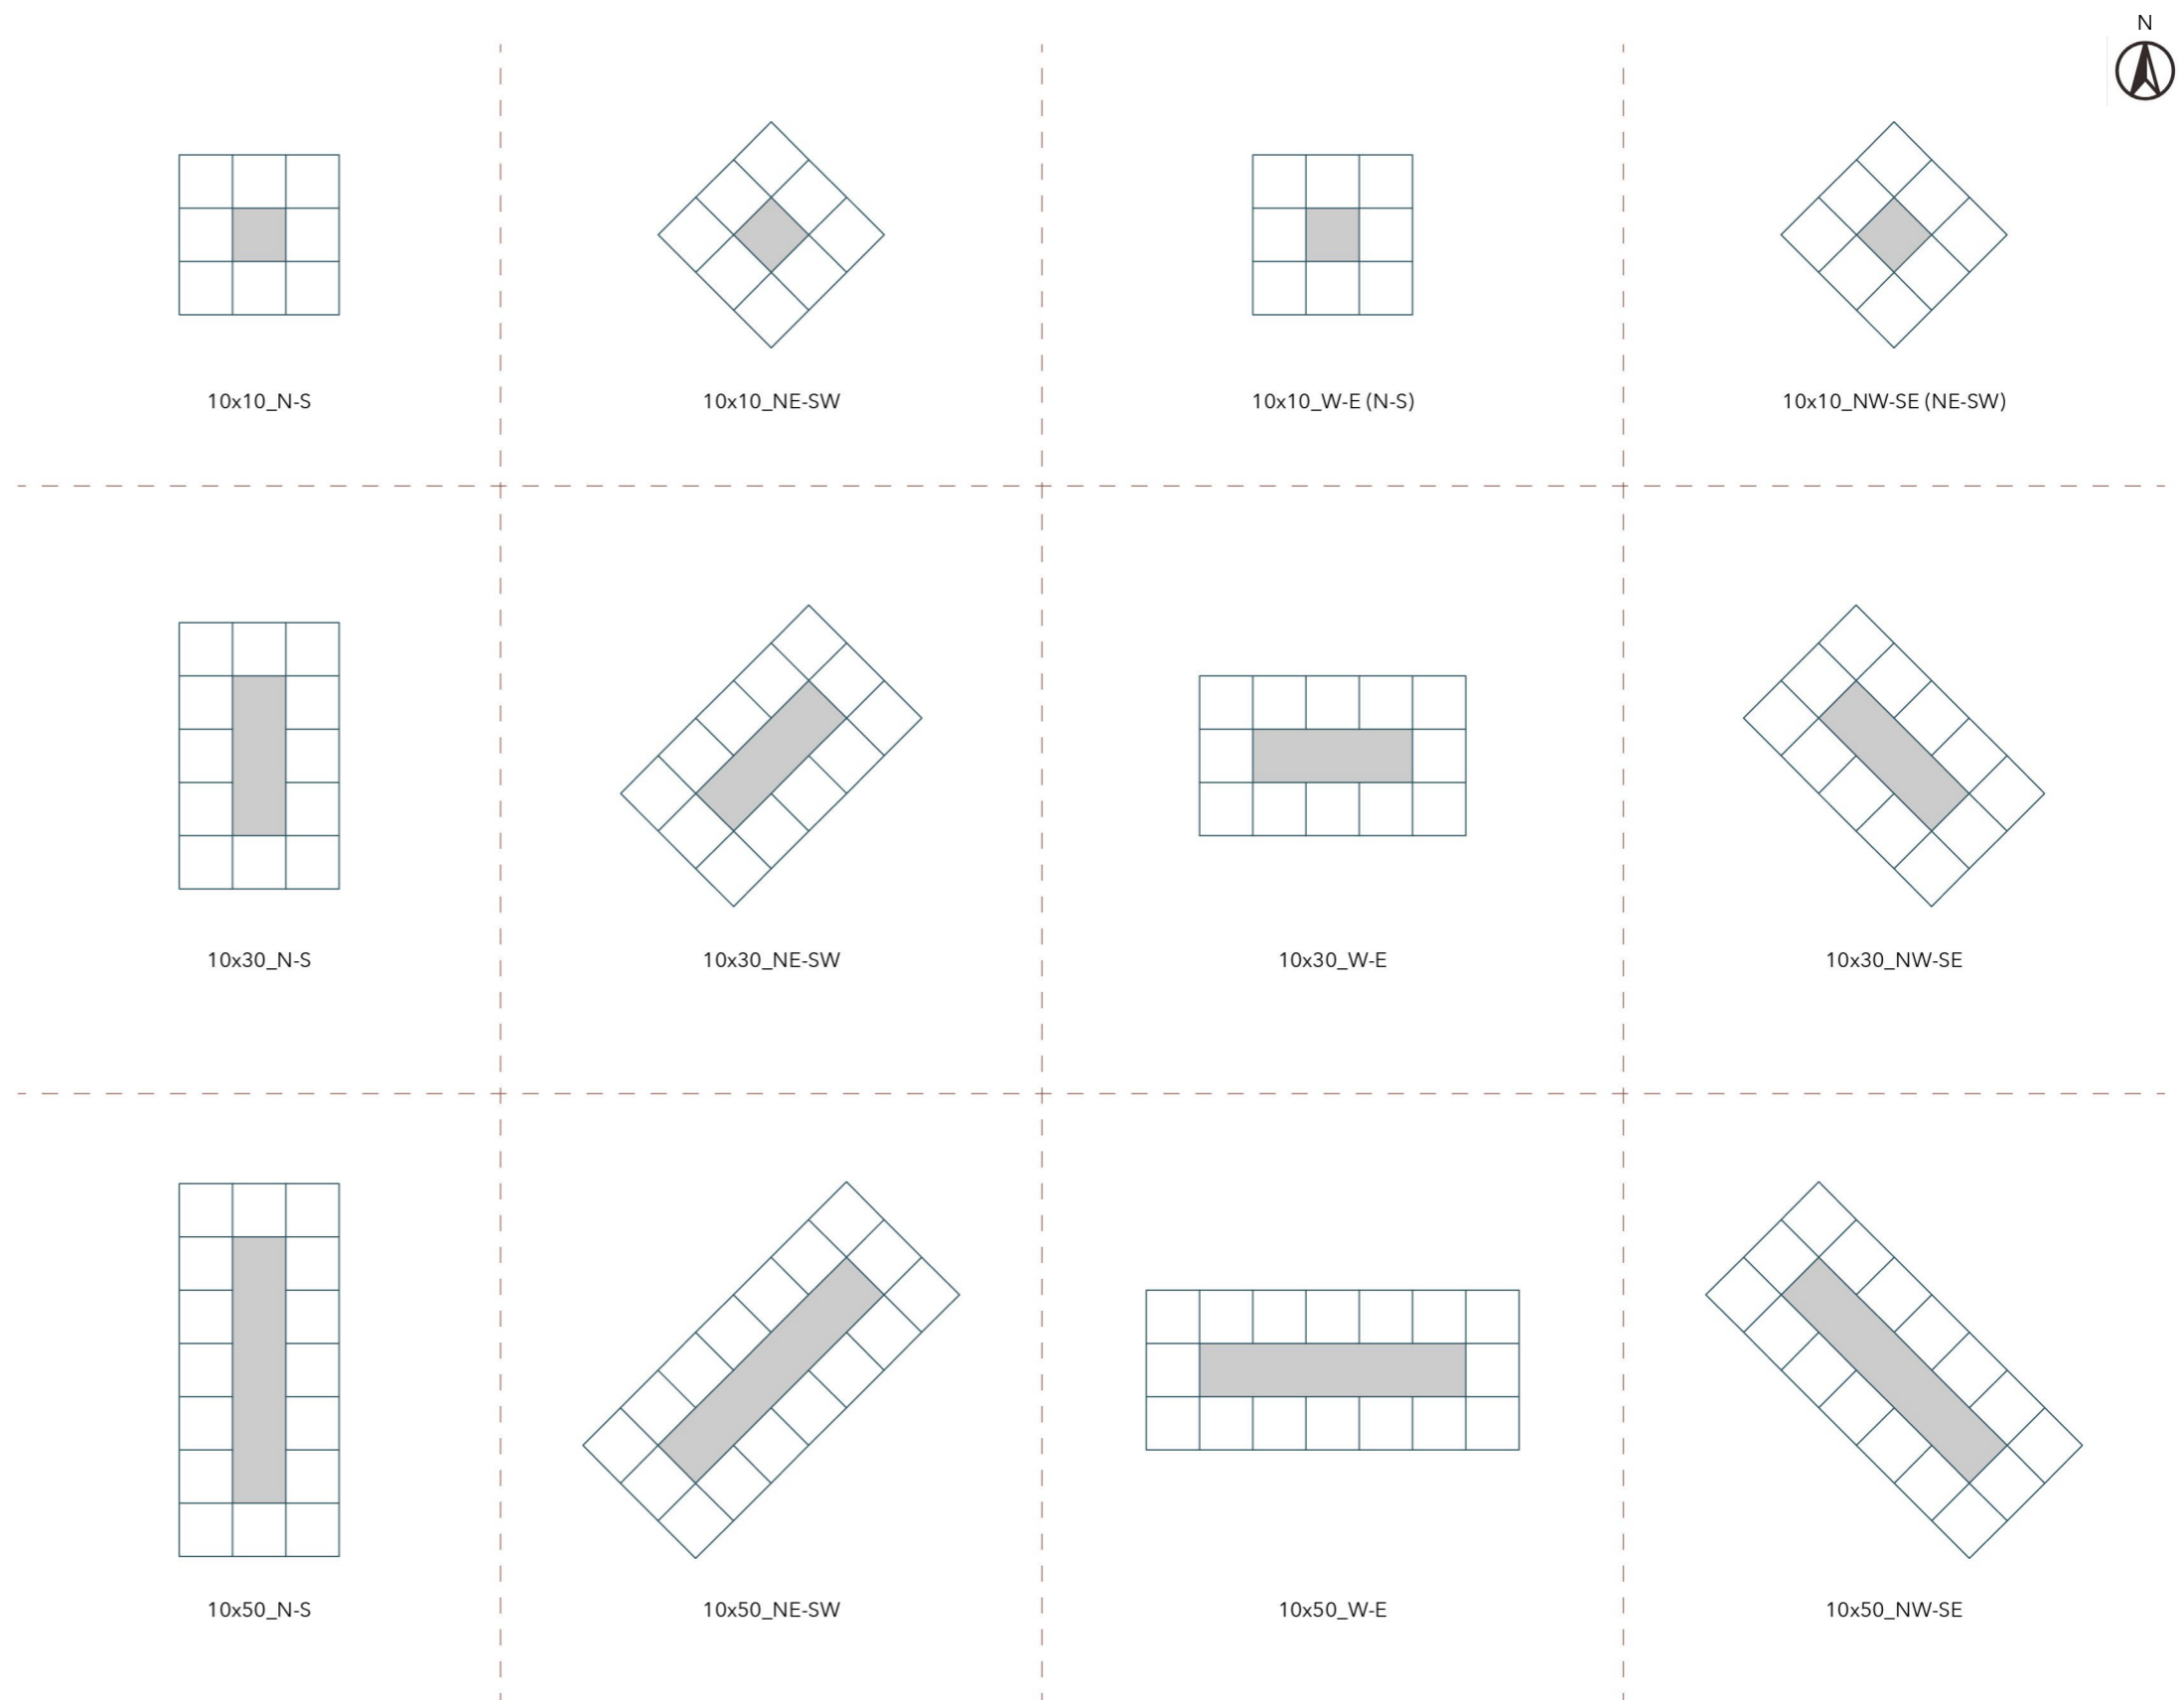 N
10x10_N-S
10x10_NE-SW
10x10_W-E (N-S)
10x10_NW-SE (NE-SW)
10x30_N-S
10x30_NE-SW
10x30_W-E
10x30_NW-SE
10x50_N-S
10x50_NE-SW
10x50_W-E
10x50_NW-SE